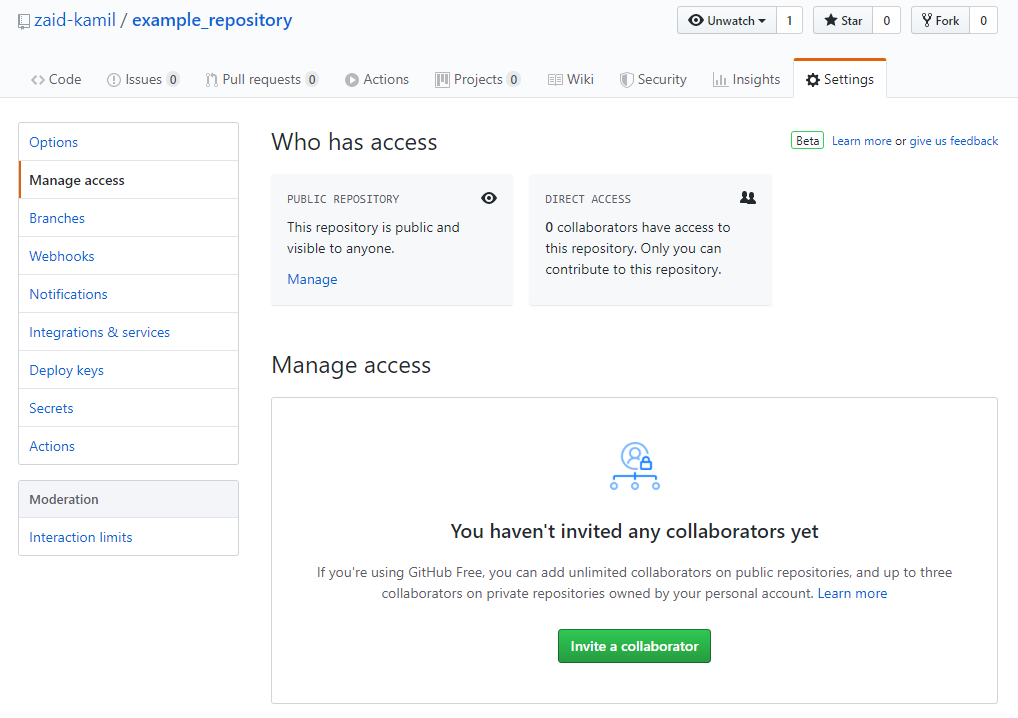 zaid-kamil / example_repository
Unwatch 1 Star 0 Fork 0
Code Issues 0 Pull requests 0 Actions Projects 0 Wiki Security Insights Settings
Options
Manage access
Branches
Webhooks
Notifications
Integrations & services
Deploy keys
Secrets
Actions
Moderation
Interaction limits
Who has access
Beta Learn more or give us feedback
PUBLIC REPOSITORY
This repository is public and
visible to anyone.
Manage
DIRECT ACCESS
0 collaborators have access to
this repository. Only you can
contribute to this repository.
Manage access
You haven't invited any collaborators yet
If you're using GitHub Free, you can add unlimited collaborators on public repositories, and up to three
collaborators on private repositories owned by your personal account. Learn more
Invite a collaborator